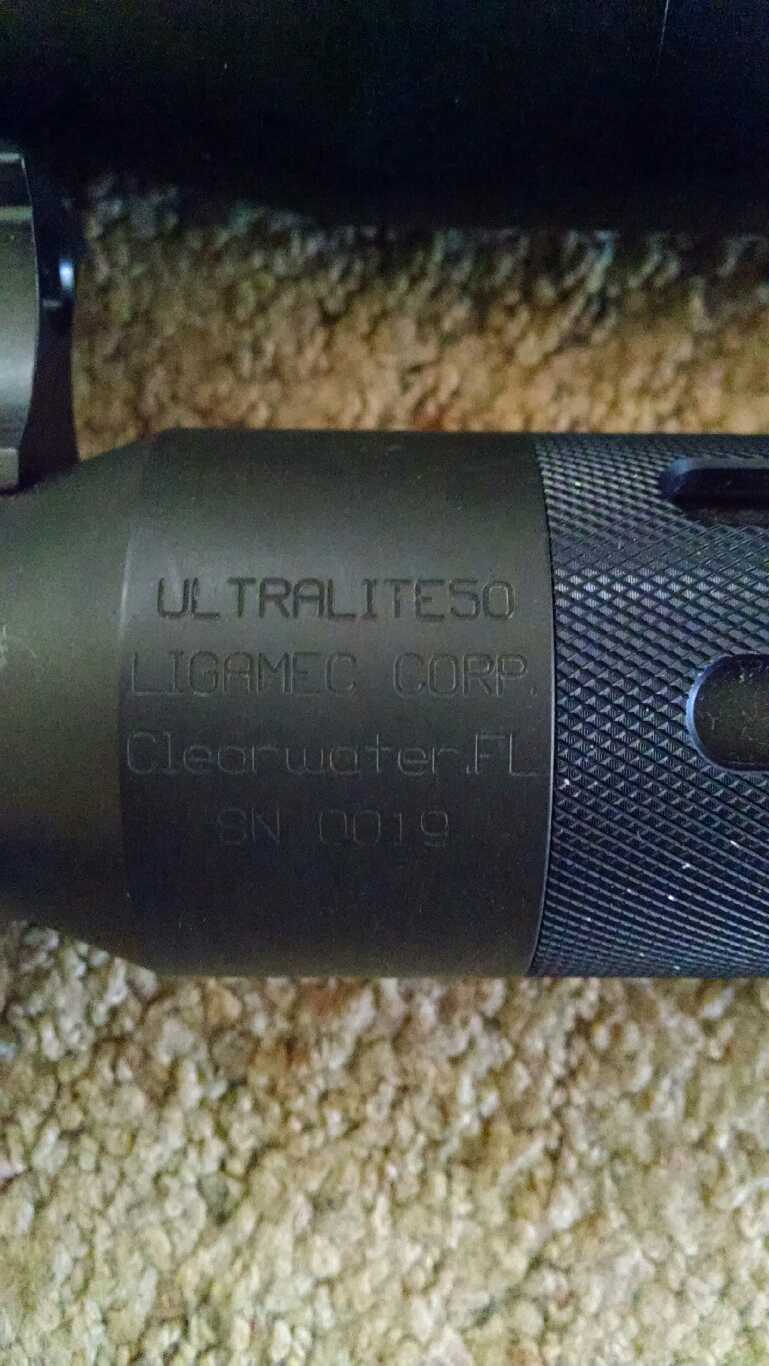 ULTRALITE50
LIGAMEC CORP.
Clearwater.FL
SN 0019